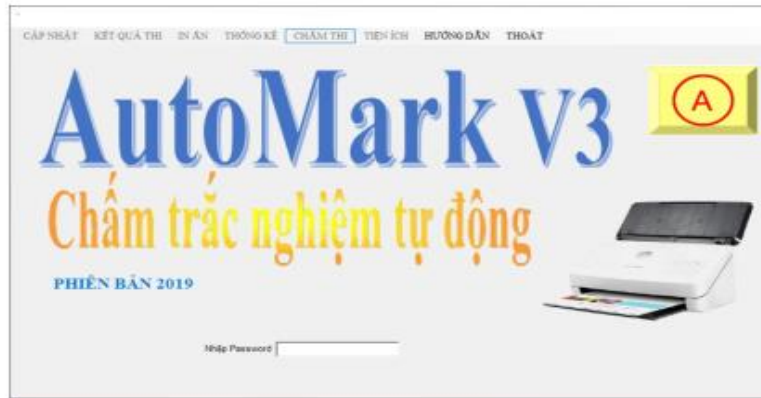 CẬP NHẬT KẾT QUẢ THI IN ẤN THỐNG KÊ CHẤM THI TIỆN ÍCH HƯỚNG DẪN THOÁT
AutoMark V3
A
Chấm trắc nghiệm tự động
PHIÊN BẢN 2019
Nhập Password